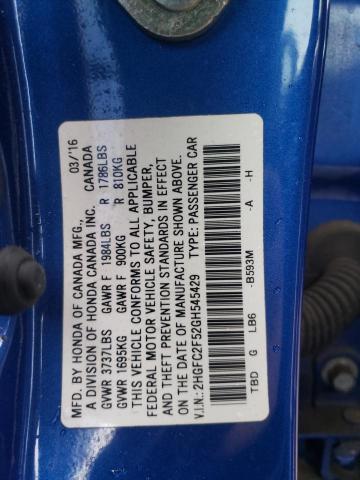 MFD. BY HONDA OF CANADA MFG., 03/'16
A DIVISION OF HONDA CANADA INC. CANADA
GVWR 3737LBS GAWR F 1984LBS R 1786LBS
GVWR 1695KG GAWR F 900KG R 810KG
THIS VEHICLE CONFORMS TO ALL APPLICABLE
FEDERAL MOTOR VEHICLE SAFETY, BUMPER,
AND THEFT PREVENTION STANDARDS IN EFFECT
ON THE DATE OF MANUFACTURE SHOWN ABOVE.
V.I.N.: 2HGFC2F52GH545429 TYPE: PASSENGER CAR
TBD G LB6 -B593M -A -H